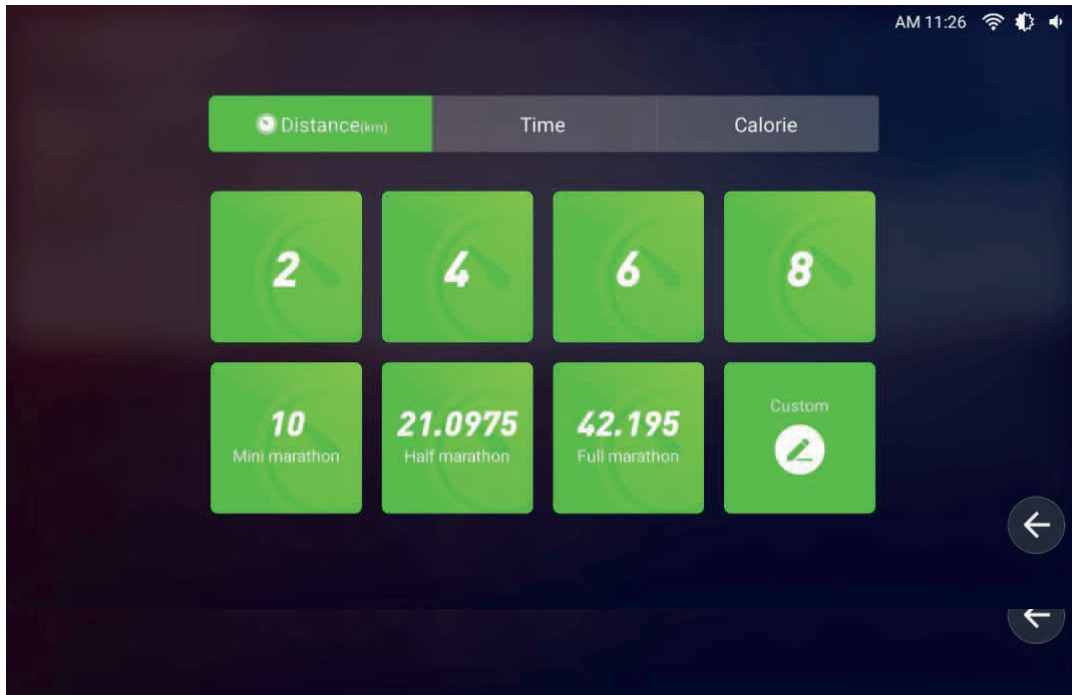 AM 11:26
Distance(km) Time Calorie
2 4 6 8
10 21.0975 42.195 Custom
Mini marathon Half marathon Full marathon